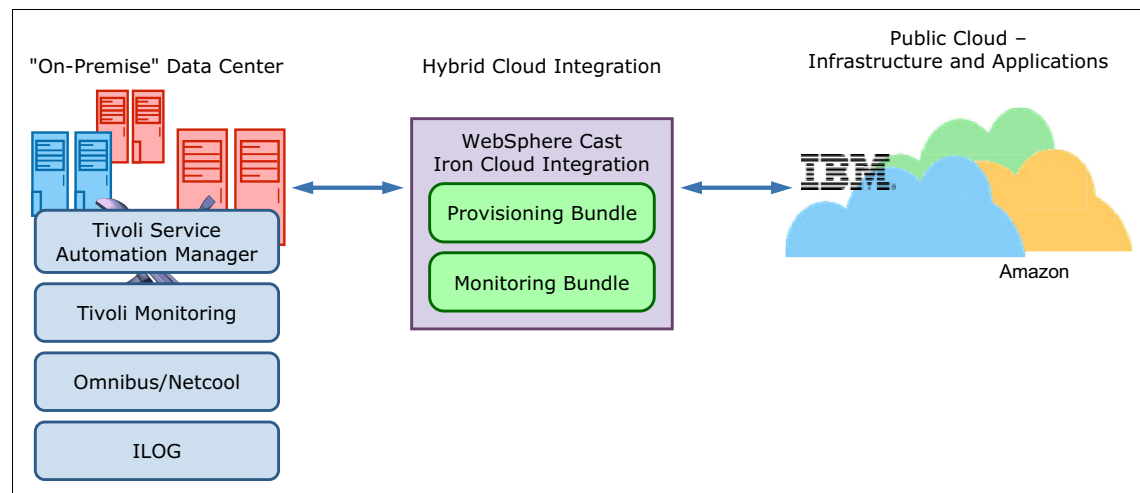 "On-Premise" Data Center
Tivoli Service
Automation Manager
Tivoli Monitoring
Omnibus/Netcool
ILOG
Hybrid Cloud Integration
WebSphere Cast
Iron Cloud Integration
Provisioning Bundle
Monitoring Bundle
Public Cloud –
Infrastructure and Applications
IBM®
Amazon